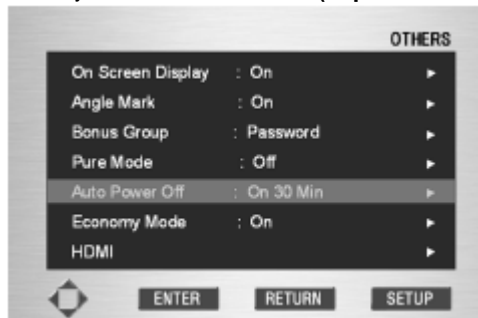 OTHERS
On Screen Display : On
Angle Mark : On
Bonus Group : Password
Pure Mode : Off
Auto Power Off : On 30 Min
Economy Mode : On
HDMI
ENTER RETURN SETUP